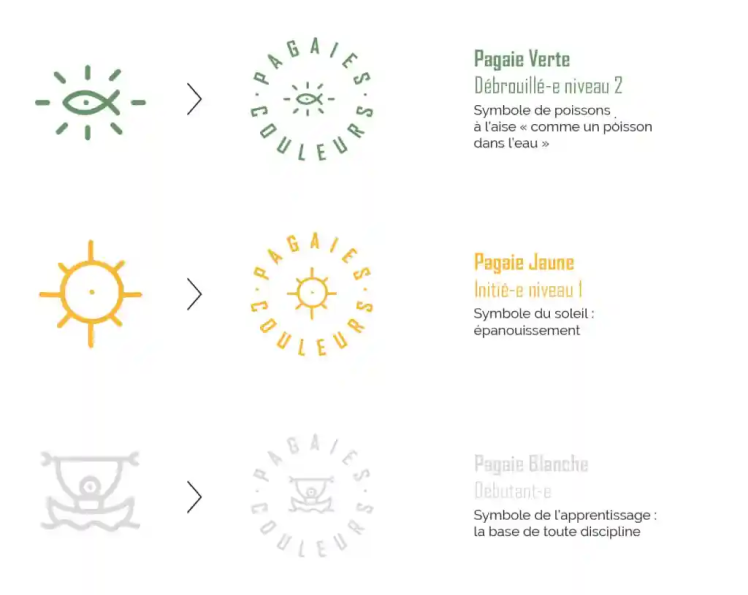 PAGAIES
COULEURS
Pagaie Verte
Débrouillé-e niveau 2
Symbole de poissons
à l'aise « comme un poisson
dans l'eau »
PAGAIES
COULEURS
Pagaie Jaune
Initié-e niveau 1
Symbole du soleil :
épanouissement
PAGAIES
COULEURS
Pagaie Blanche
Débutant-e
Symbole de l'apprentissage :
la base de toute discipline